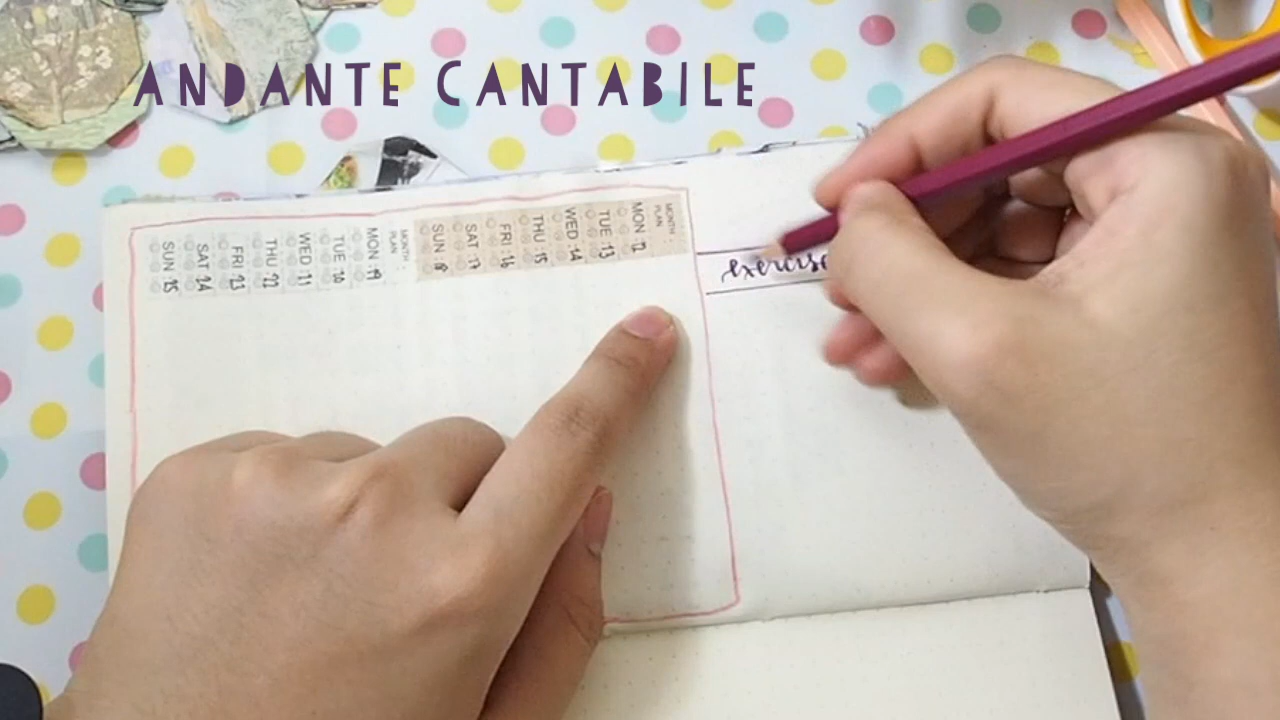 ANDANTE CANTABILE
MONTH :
PLAN
MON 12
TUE 13
WED 14
THU 15
FRI 16
SAT 17
SUN 18
MONTH :
PLAN
MON 19
TUE 20
WED 21
THU 22
FRI 23
SAT 24
SUN 25
exercise